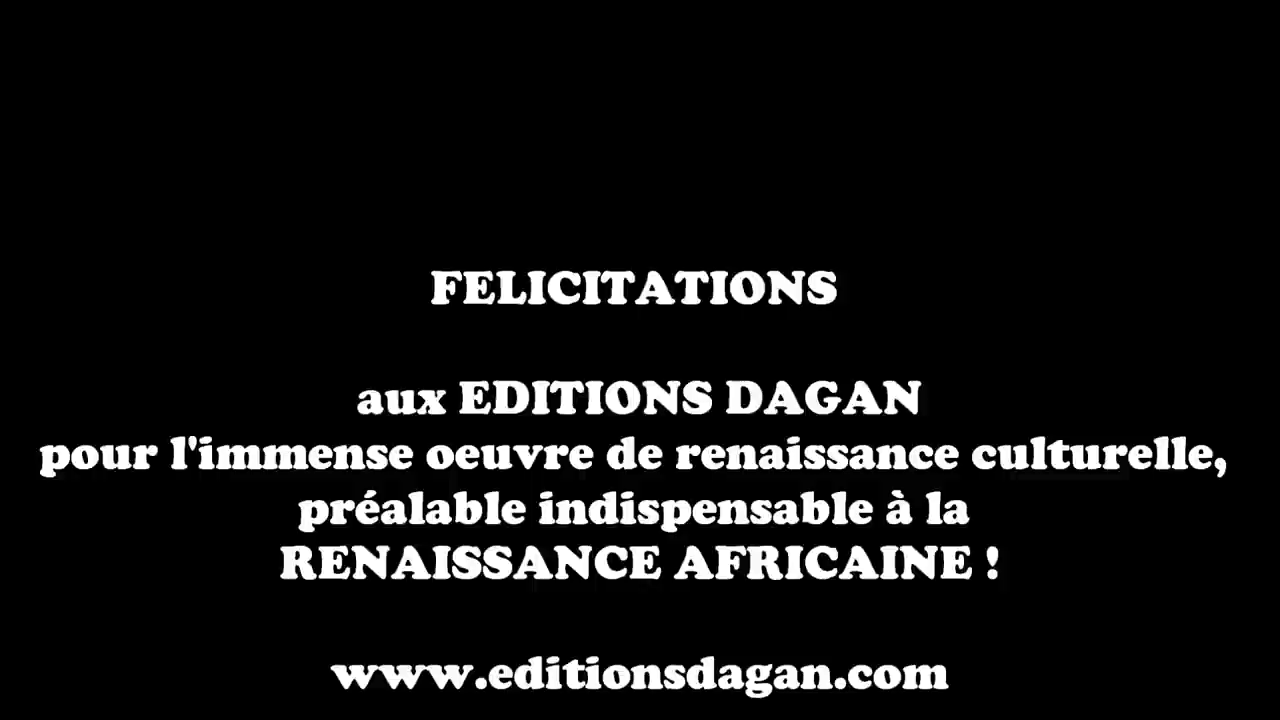 FELICITATIONS
aux EDITIONS DAGAN
pour l'immense oeuvre de renaissance culturelle,
préalable indispensable à la
RENAISSANCE AFRICAINE !
www.editionsdagan.com